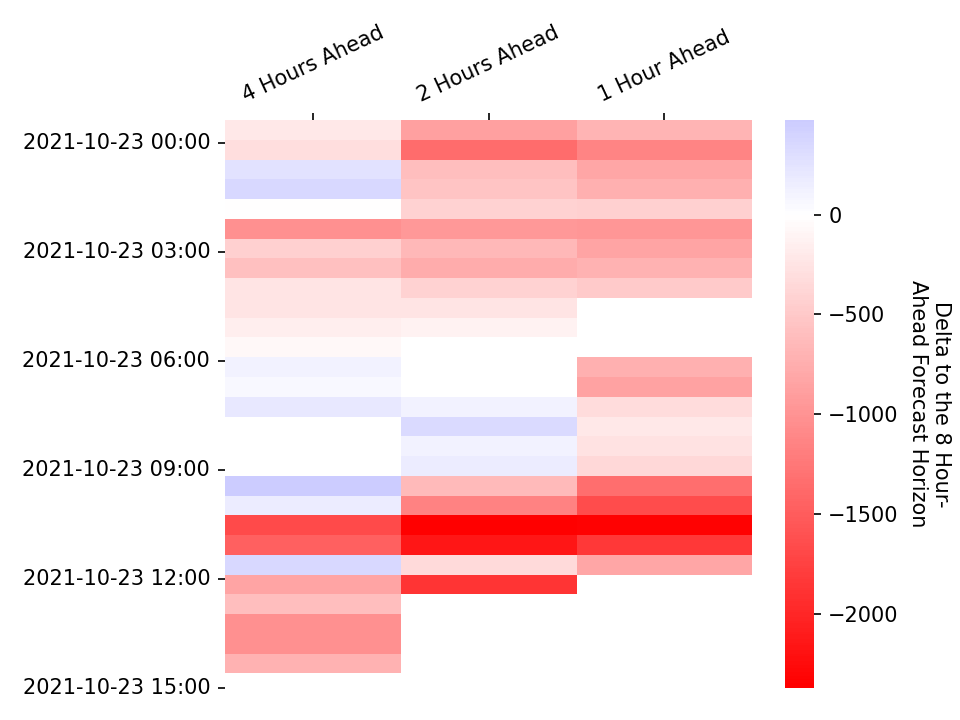 4 Hours Ahead
2 Hours Ahead
1 Hour Ahead
2021-10-23 00:00
2021-10-23 03:00
2021-10-23 06:00
2021-10-23 09:00
2021-10-23 12:00
2021-10-23 15:00
0
−500
−1000
−1500
−2000
Delta to the 8 Hour-
Ahead Forecast Horizon